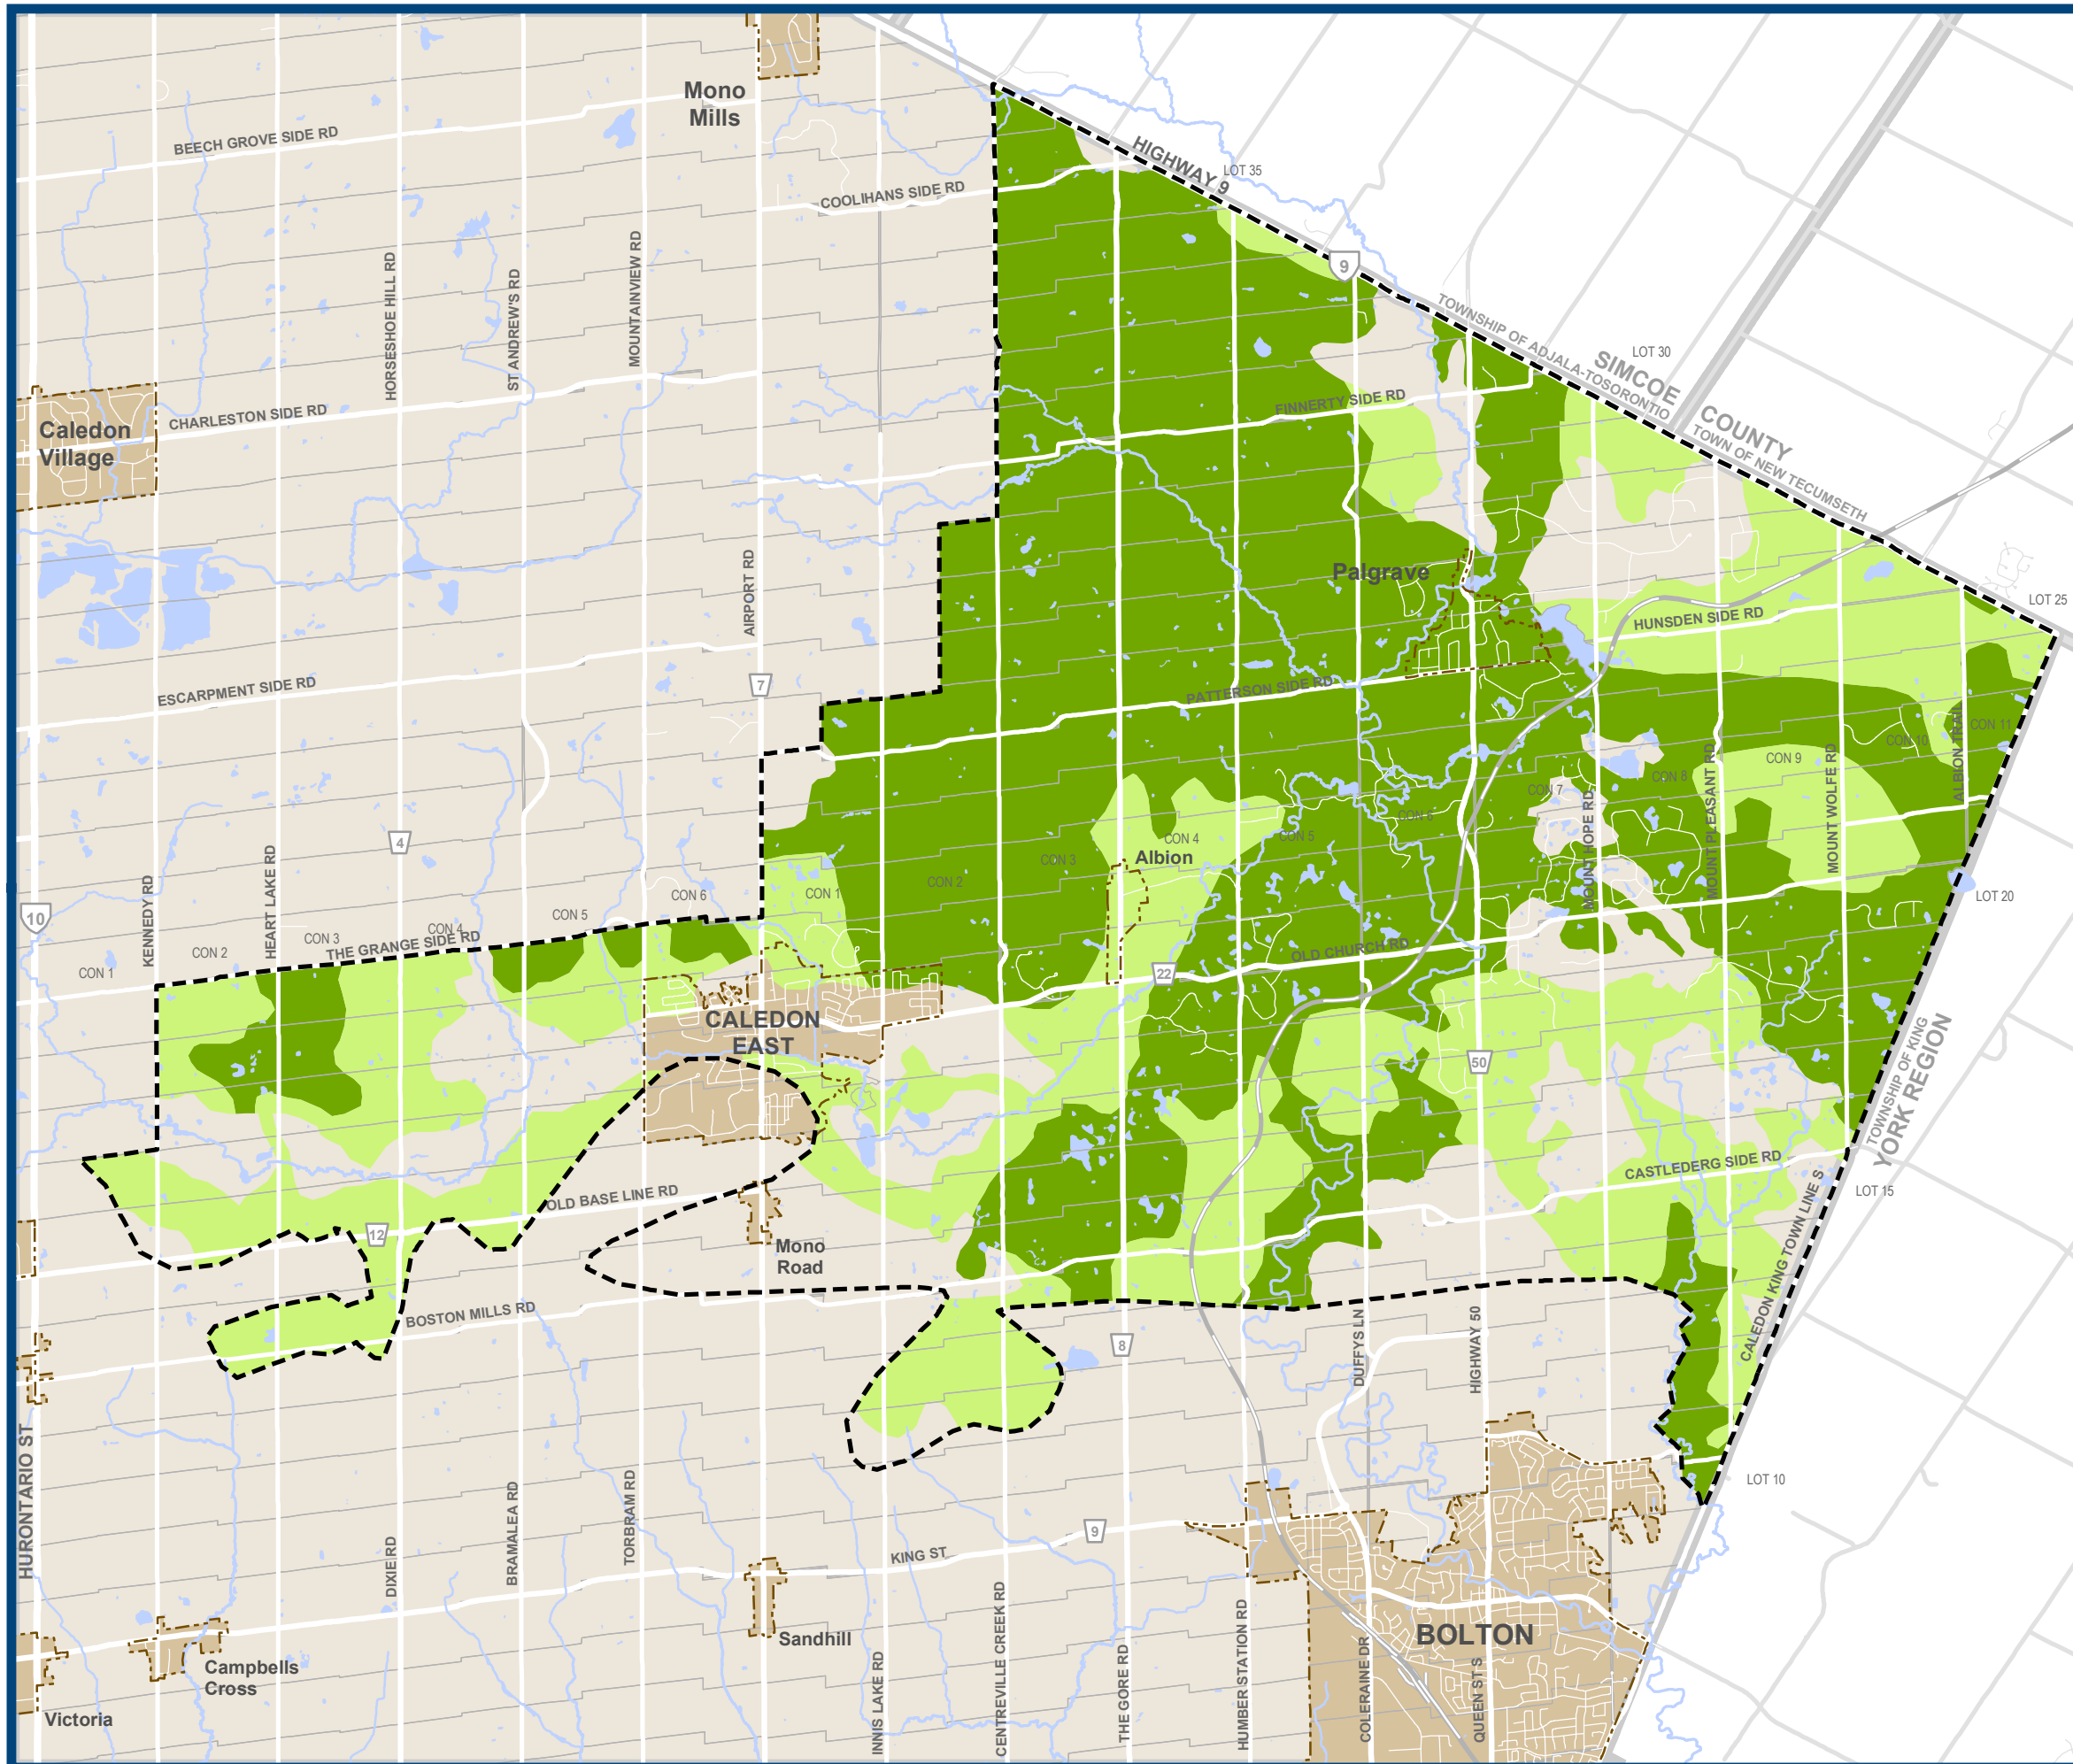 Mono
Mills
BEECH GROVE SIDE RD
HIGHWAY 9
LOT 35
COOLIHANS SIDE RD
HORSESHOE HILL RD
ST ANDREW'S RD
MOUNTAINVIEW RD
9
TOWNSHIP OF ADJALA-TOSORONTIO
SIMCOE
COUNTY
LOT 30
TOWN OF NEW TECUMSETH
CHARLESTON SIDE RD
FINNERTY SIDE RD
Caledon
Village
AIRPORT RD
Palgrave
LOT 25
HUNSDEN SIDE RD
ESCARPMENT SIDE RD
7
PATTERSON SIDE RD
CON 11
CON 10
CON 9
CON 8
CON 7
CON 6
CON 5
CON 4
CON 3
CON 2
CON 1
ALBION TRAIL
MOUNT WOLFE RD
MOUNT PLEASANT RD
MOUNT HOPE RD
4
Albion
KENNEDY RD
HEART LAKE RD
CON 6
CON 5
CON 4
CON 3
CON 2
CON 1
10
THE GRANGE SIDE RD
LOT 20
OLD CHURCH RD
22
CALEDON
EAST
50
TOWNSHIP OF KING
YORK REGION
CASTLEDERG SIDE RD
LOT 15
OLD BASE LINE RD
12
Mono
Road
CALEDON KING TOWN LINE S
BOSTON MILLS RD
8
DUFFYS LN
HIGHWAY 50
HURONTARIO ST
LOT 10
DIXIE RD
BRAMALEA RD
TORBRAM RD
KING ST
9
Sandhill
INNIS LAKE RD
CENTREVILLE CREEK RD
THE GORE RD
HUMBER STATION RD
COLERAINE DR
QUEEN ST S
BOLTON
Campbells
Cross
Victoria